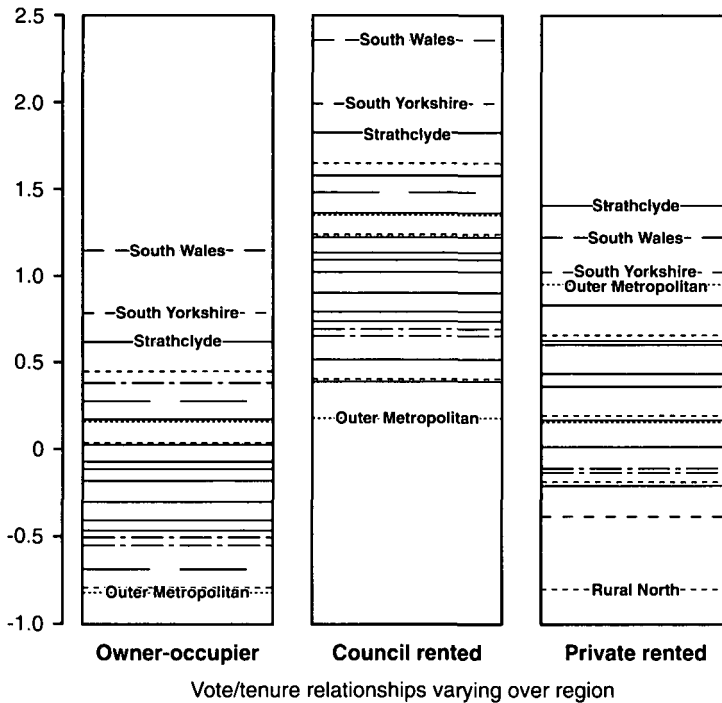 2.5
2.0
1.5
1.0
0.5
0
-0.5
-1.0
South Wales
South Yorkshire
Strathclyde
Outer Metropolitan
South Wales
South Yorkshire
Strathclyde
Outer Metropolitan
Strathclyde
South Wales
South Yorkshire
Outer Metropolitan
Rural North
Owner-occupier
Council rented
Private rented
Vote/tenure relationships varying over region